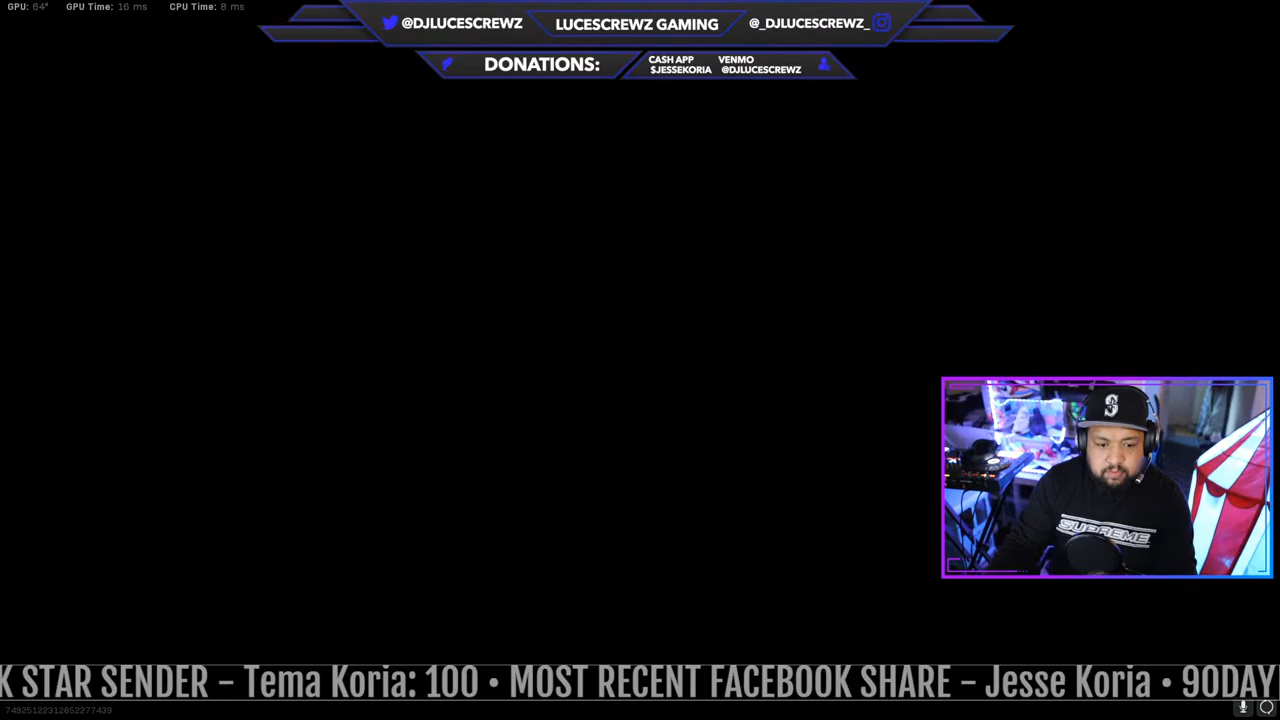 GPU: 64° GPU Time: 16 ms CPU Time: 8 ms
@DJLUCESCREWZ
LUCESCREWZ GAMING
@_DJLUCESCREWZ_
DONATIONS:
CASH APP
$JESSEKORIA
VENMO
@DJLUCESCREWZ
S
SUPREME
K STAR SENDER – Tema Koria: 100 • MOST RECENT FACEBOOK SHARE – Jesse Koria • 90DAY
74925122312652277439